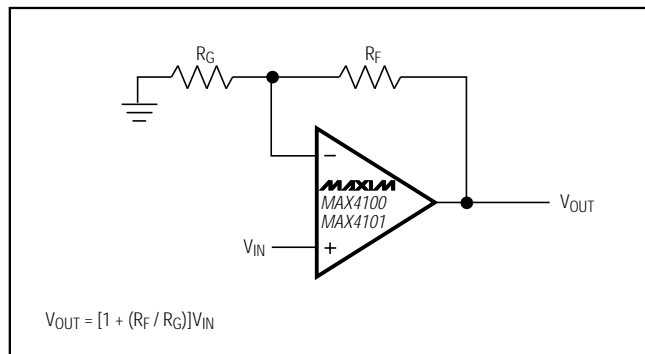 RG
RF
−
MAXIM
MAX4100
MAX4101
VOUT
VIN
+
VOUT = [1 + (RF / RG)]VIN